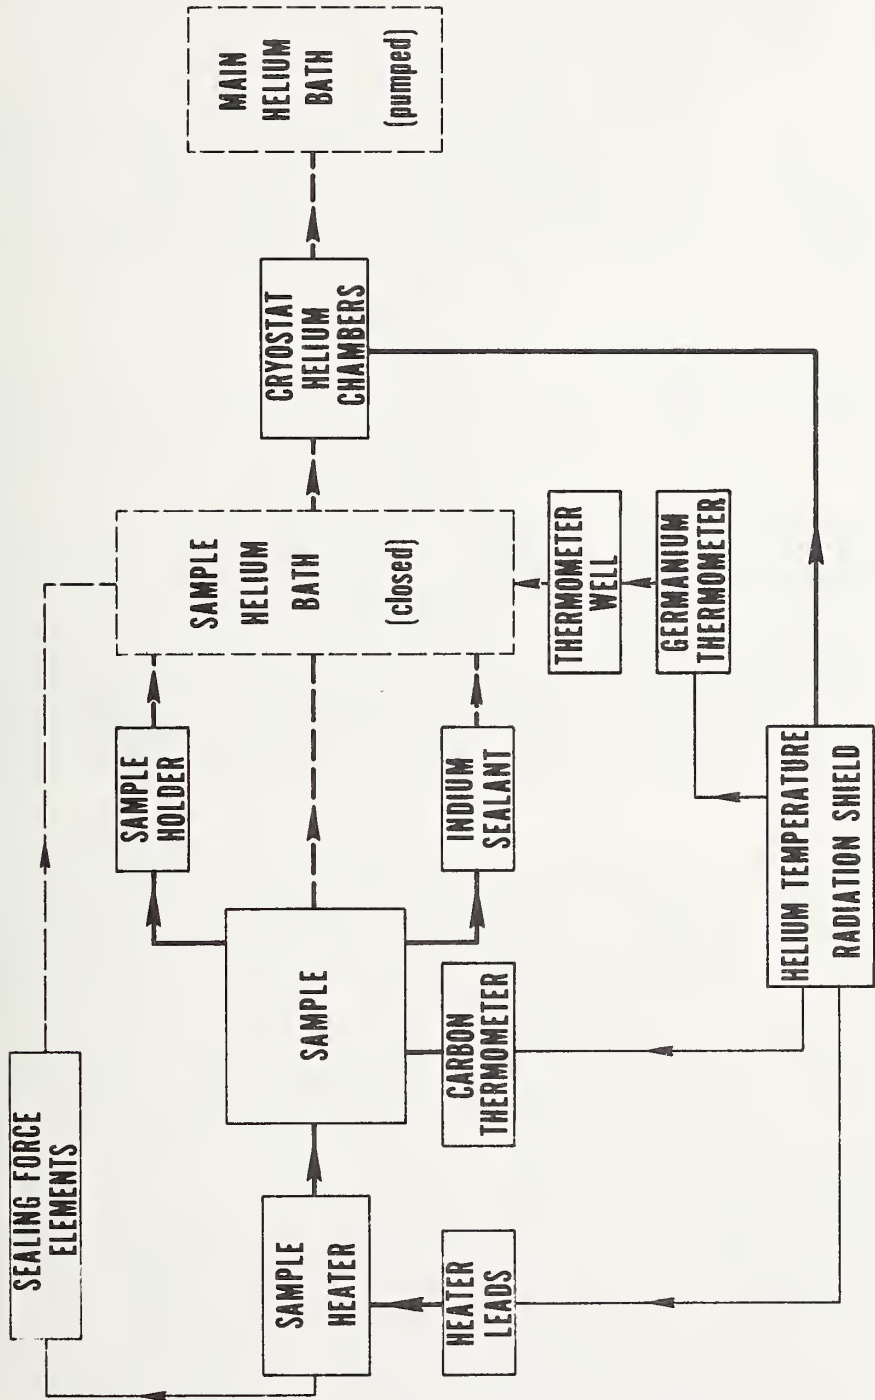 SEALING FORCE
ELEMENTS
SAMPLE
HEATER
HEATER
LEADS
SAMPLE
CARBON
THERMOMETER
SAMPLE
HOLDER
INDIUM
SEALANT
HELIUM TEMPERATURE
RADIATION SHIELD
SAMPLE
HELIUM
BATH
(closed)
THERMOMETER
WELL
GERMANIUM
THERMOMETER
CRYOSTAT
HELIUM
CHAMBERS
MAIN
HELIUM
BATH
(pumped)